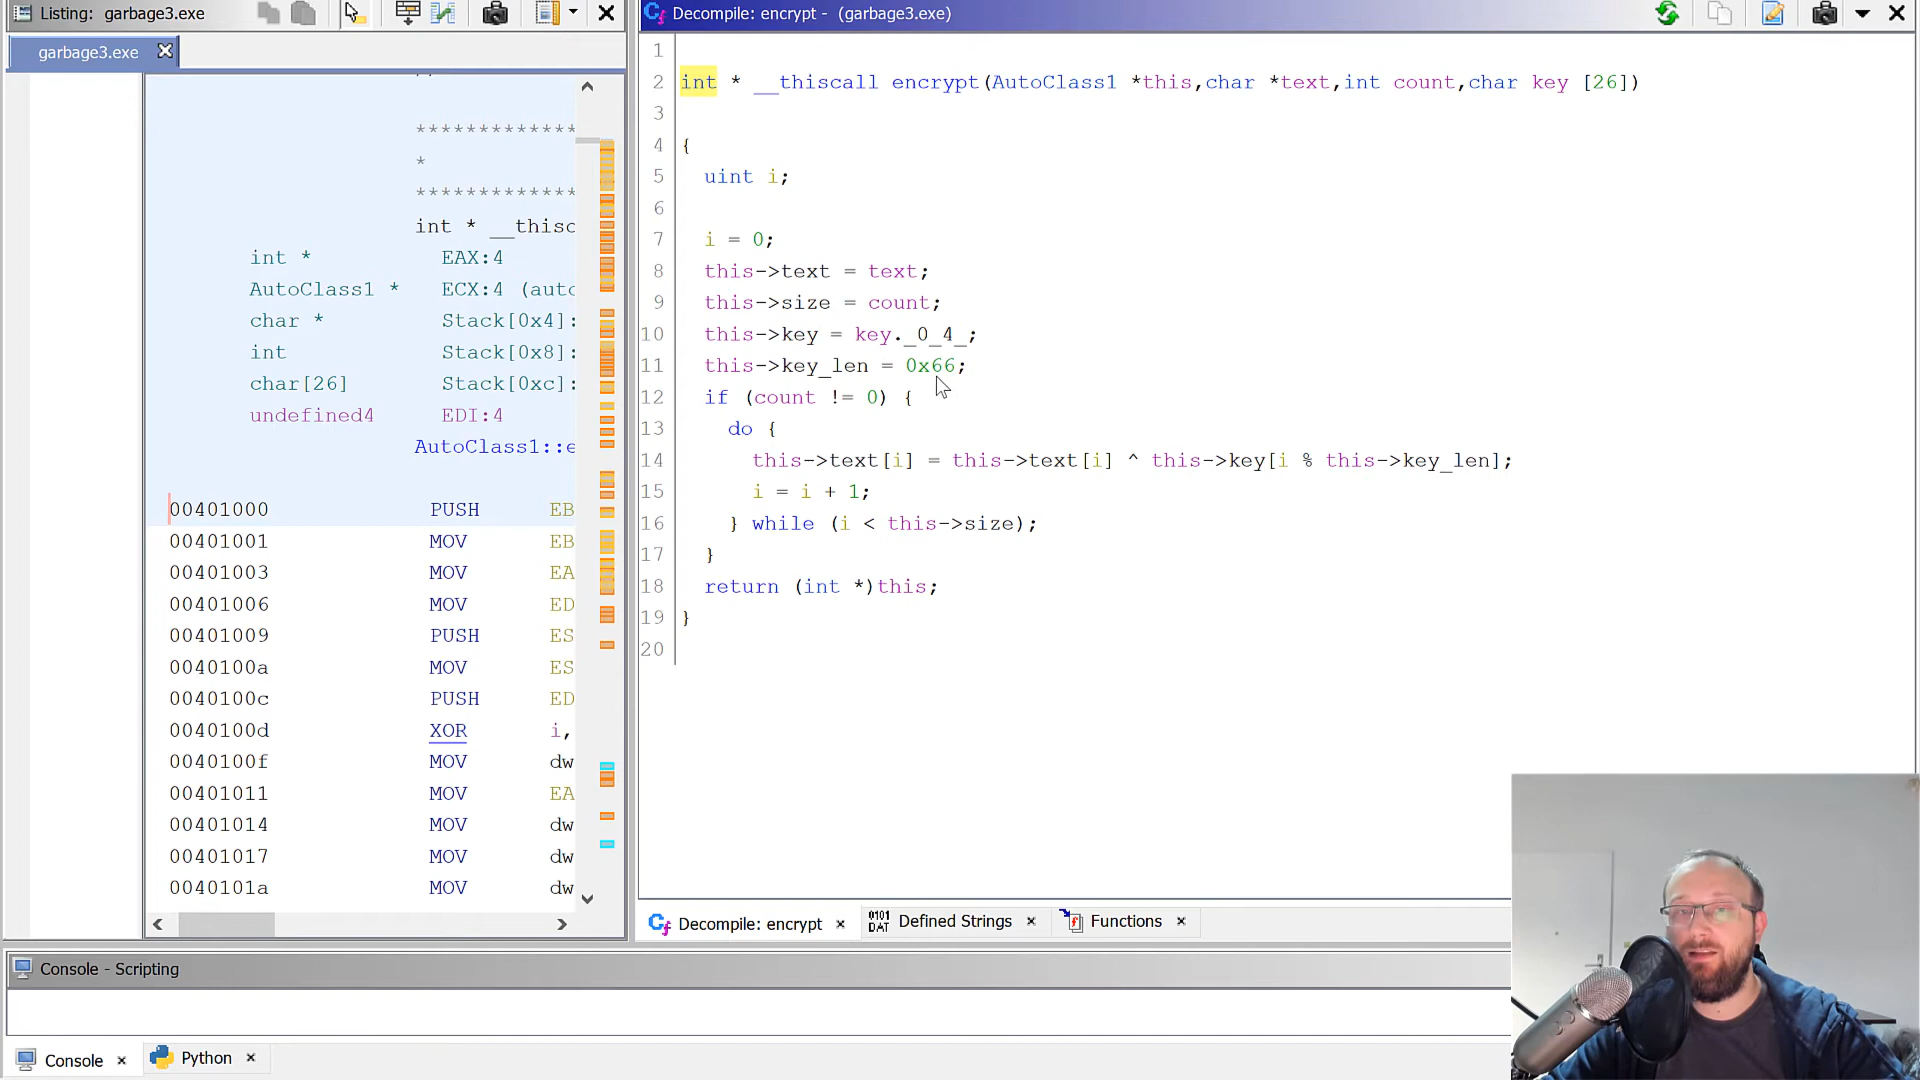 Listing: garbage3.exe
garbage3.exe
**************
*
**************
int * __thisc
int * EAX:4
AutoClass1 * ECX:4 (auto
char * Stack[0x4]:
int Stack[0x8]:
char[26] Stack[0xc]:
undefined4 EDI:4
AutoClass1::e
00401000 PUSH EB
00401001 MOV EB
00401003 MOV EA
00401006 MOV ED
00401009 PUSH ES
0040100a MOV ES
0040100c PUSH ED
0040100d XOR i,
0040100f MOV dw
00401011 MOV EA
00401014 MOV dw
00401017 MOV dw
0040101a MOV dw
Decompile: encrypt - (garbage3.exe)
1
2 int * __thiscall encrypt(AutoClass1 *this,char *text,int count,char key [26])
3
4 {
5 uint i;
6
7 i = 0;
8 this->text = text;
9 this->size = count;
10 this->key = key._0_4_;
11 this->key_len = 0x66;
12 if (count != 0) {
13 do {
14 this->text[i] = this->text[i] ^ this->key[i % this->key_len];
15 i = i + 1;
16 } while (i < this->size);
17 }
18 return (int *)this;
19 }
20
Decompile: encrypt
0101 DAT Defined Strings
Functions
Console - Scripting
Console
Python